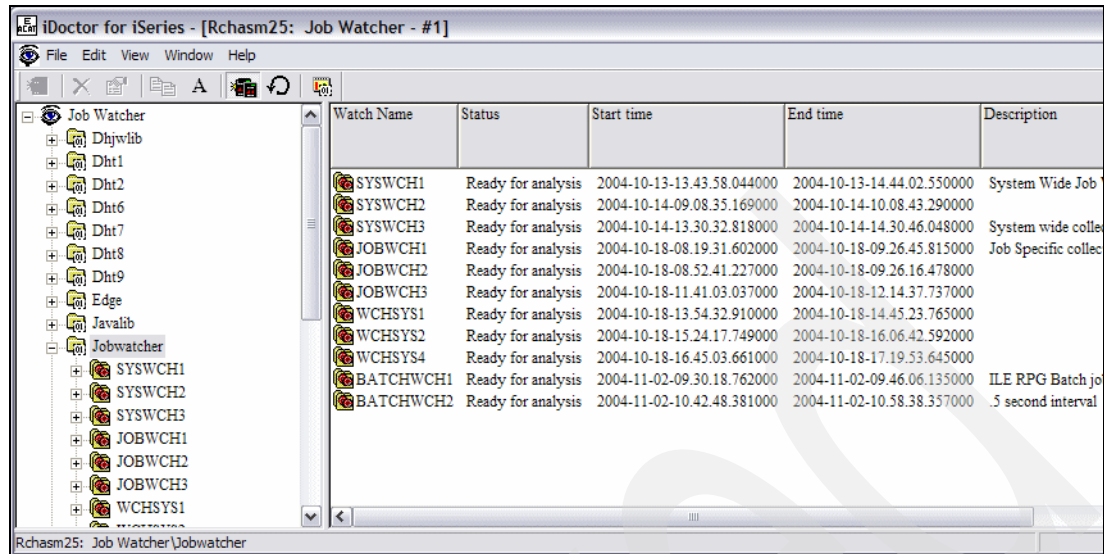 iDoctor for iSeries - [Rchasm25: Job Watcher - #1]
File Edit View Window Help
Job Watcher
Dhjwlib
Dht1
Dht2
Dht6
Dht7
Dht8
Dht9
Edge
Javalib
Jobwatcher
SYSWCH1
SYSWCH2
SYSWCH3
JOBWCH1
JOBWCH2
JOBWCH3
WCHSYS1
Watch Name Status Start time End time Description
SYSWCH1 Ready for analysis 2004-10-13-13.43.58.044000 2004-10-13-14.44.02.550000 System Wide Job
SYSWCH2 Ready for analysis 2004-10-14-09.08.35.169000 2004-10-14-10.08.43.290000
SYSWCH3 Ready for analysis 2004-10-14-13.30.32.818000 2004-10-14-14.30.46.048000 System wide collec
JOBWCH1 Ready for analysis 2004-10-18-08.19.31.602000 2004-10-18-09.26.45.815000 Job Specific collec
JOBWCH2 Ready for analysis 2004-10-18-08.52.41.227000 2004-10-18-09.26.16.478000
JOBWCH3 Ready for analysis 2004-10-18-11.41.03.037000 2004-10-18-12.14.37.737000
WCHSYS1 Ready for analysis 2004-10-18-13.54.32.910000 2004-10-18-14.45.23.765000
WCHSYS2 Ready for analysis 2004-10-18-15.24.17.749000 2004-10-18-16.06.42.592000
WCHSYS4 Ready for analysis 2004-10-18-16.45.03.661000 2004-10-18-17.19.53.645000
BATCHWCH1 Ready for analysis 2004-11-02-09.30.18.762000 2004-11-02-09.46.06.135000 ILE RPG Batch jo
BATCHWCH2 Ready for analysis 2004-11-02-10.42.48.381000 2004-11-02-10.58.38.357000 .5 second interval
Rchasm25: Job Watcher\Jobwatcher